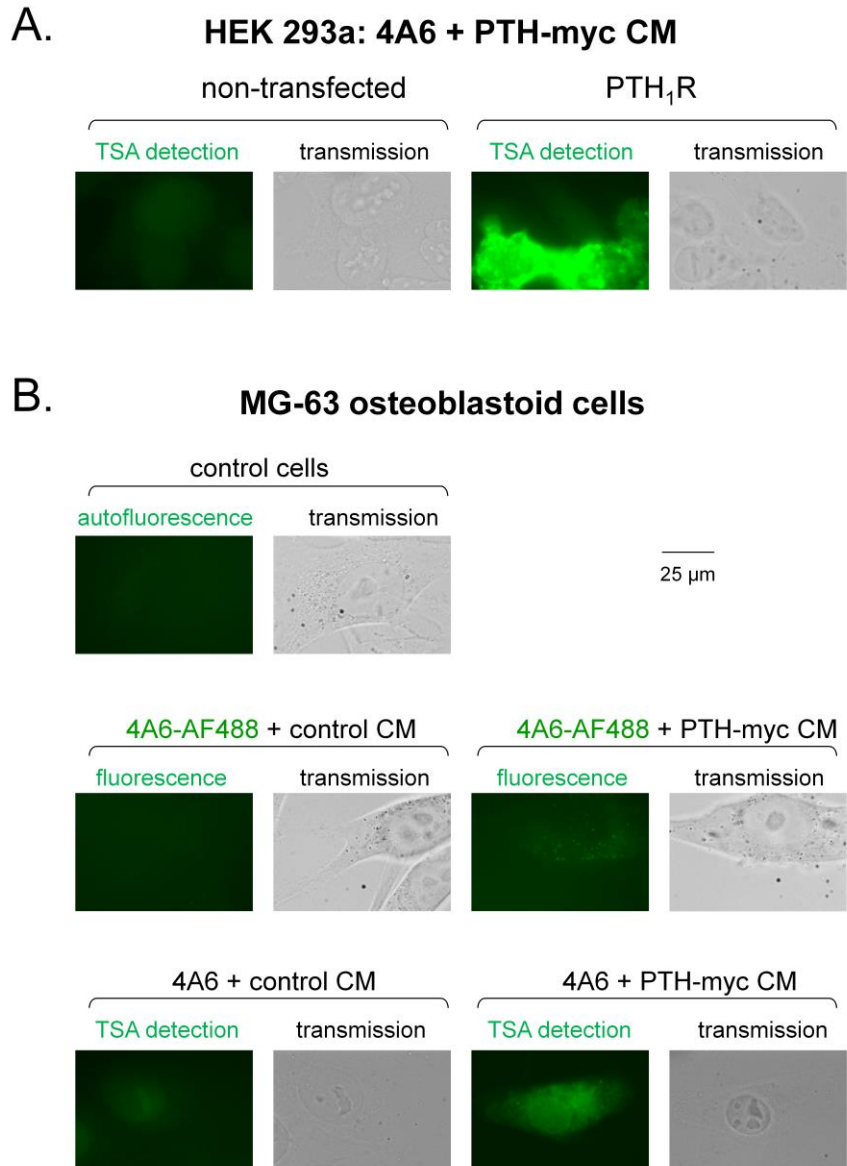 A.
HEK 293a: 4A6 + PTH-myc CM
non-transfected
PTH₁R
TSA detection
transmission
TSA detection
transmission
B.
MG-63 osteoblastoid cells
control cells
autofluorescence
transmission
25 µm
4A6-AF488 + control CM
4A6-AF488 + PTH-myc CM
fluorescence
transmission
fluorescence
transmission
4A6 + control CM
4A6 + PTH-myc CM
TSA detection
transmission
TSA detection
transmission